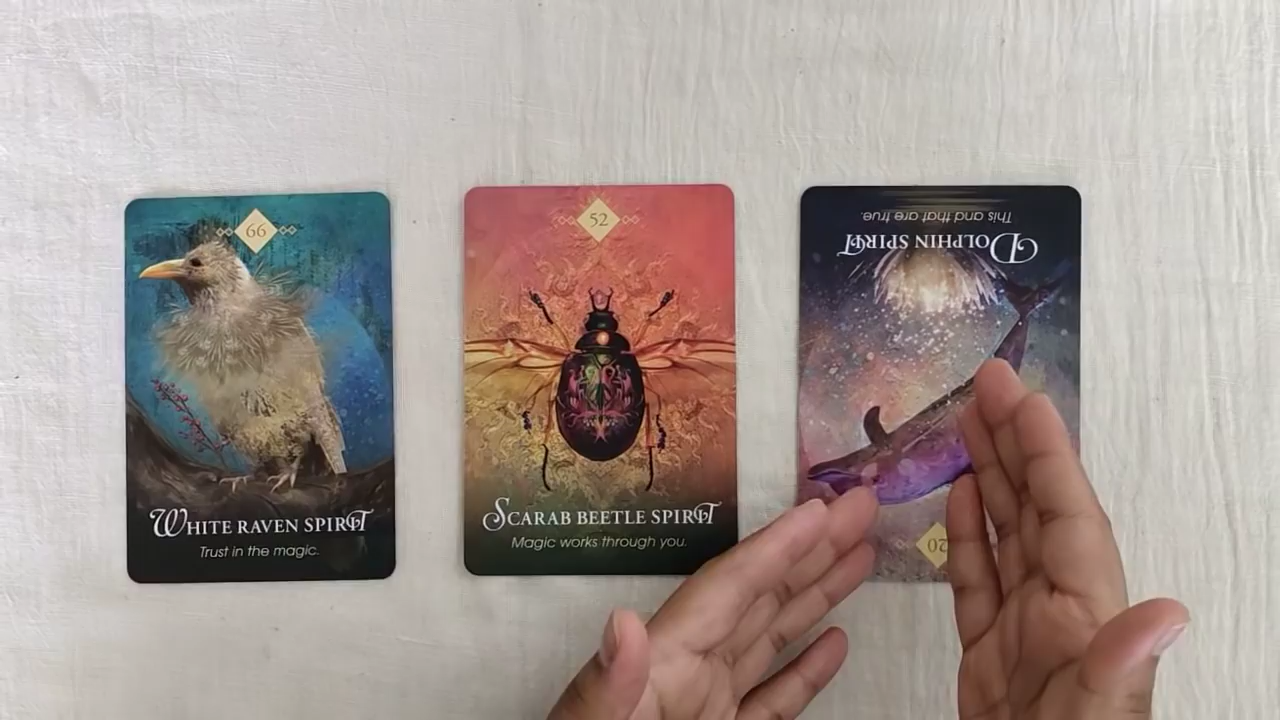 66
WHITE RAVEN SPIRIT
Trust in the magic.
52
SCARAB BEETLE SPIRIT
Magic works through you.
20
DOLPHIN SPIRIT
This and that are true.